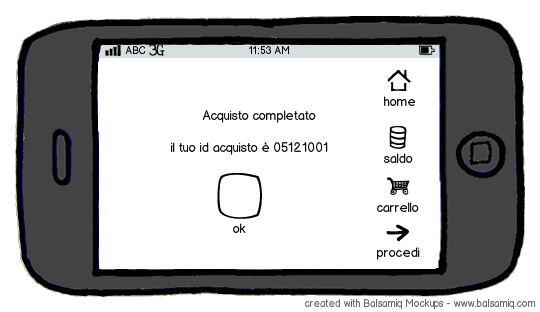 ABC 3G 11:53 AM
home
Acquisto completato
il tuo id acquisto è 05121001
saldo
carrello
ok
procedi
created with Balsamiq Mockups - www.balsamiq.com